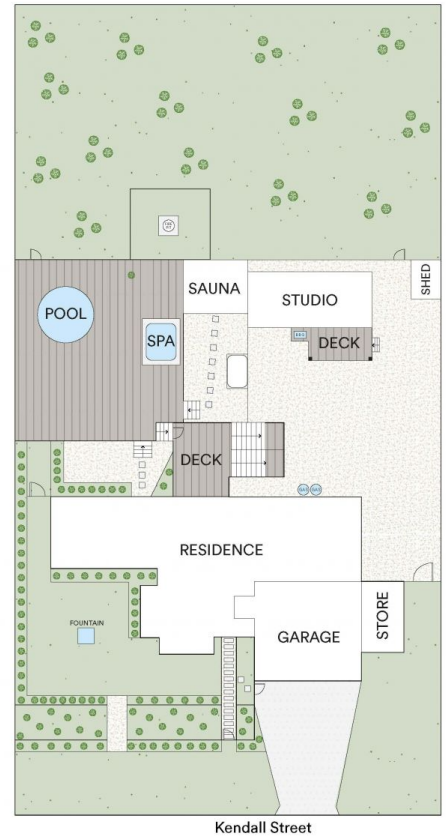 SHED
SAUNA
STUDIO
POOL
SPA
DECK
DECK
RESIDENCE
STORE
FOUNTAIN
GARAGE
Kendall Street